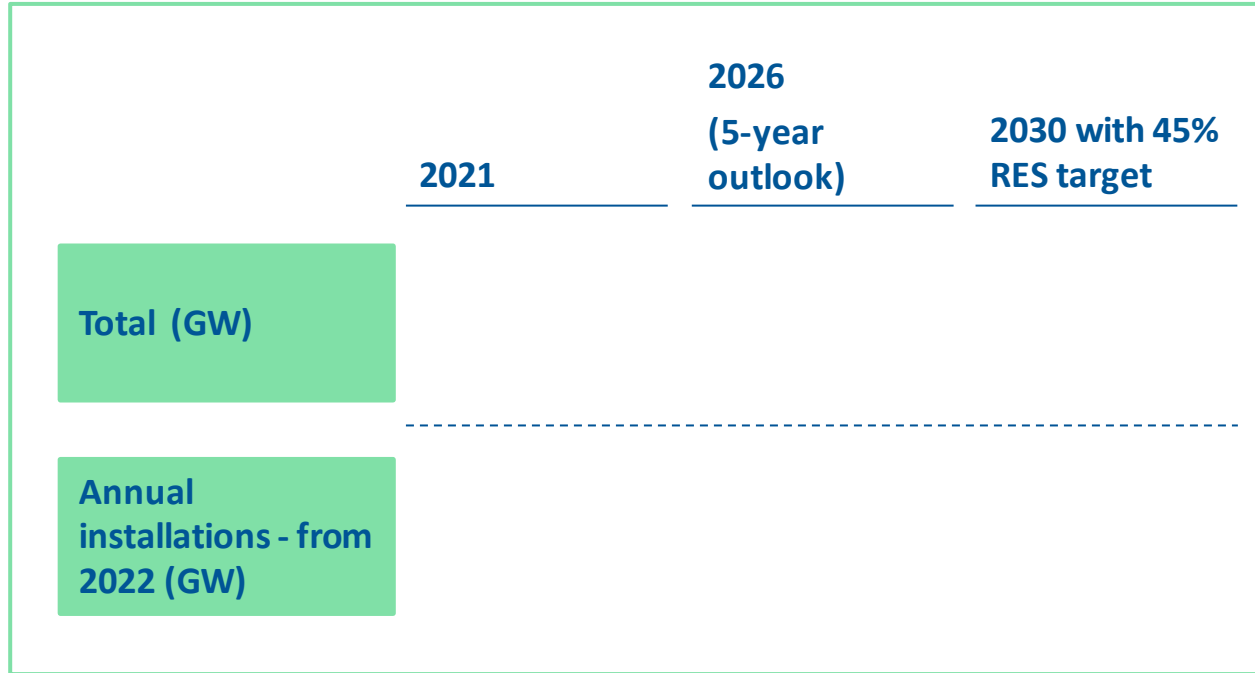 2021
2026
(5-year
outlook)
2030 with 45%
RES target
Total (GW)
Annual
installations - from
2022 (GW)